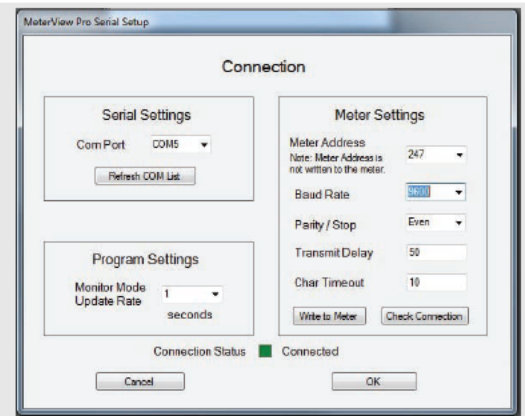 MeterView Pro Serial Setup
Connection
Serial Settings
Com Port COM5
Refresh COM List
Program Settings
Monitor Mode
Update Rate 1
seconds
Meter Settings
Meter Address
Note: Meter Address is
not written to the meter.
247
Baud Rate 9600
Parity / Stop Even
Transmit Delay 50
Char Timeout 10
Write to Meter Check Connection
Connection Status Connected
Cancel OK